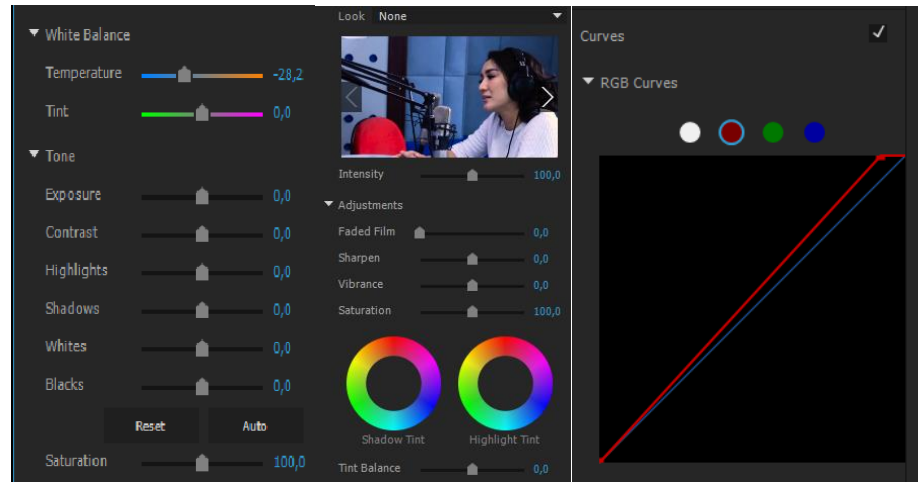 White Balance
Temperature -28,2
Tint 0,0
Tone
Exposure 0,0
Contrast 0,0
Highlights 0,0
Shadows 0,0
Whites 0,0
Blacks 0,0
Reset Auto
Saturation 100,0
Look None
Intensity 100,0
Adjustments
Faded Film 0,0
Sharpen 0,0
Vibrance 0,0
Saturation 100,0
Shadow Tint Highlight Tint
Tint Balance 0,0
Curves
RGB Curves